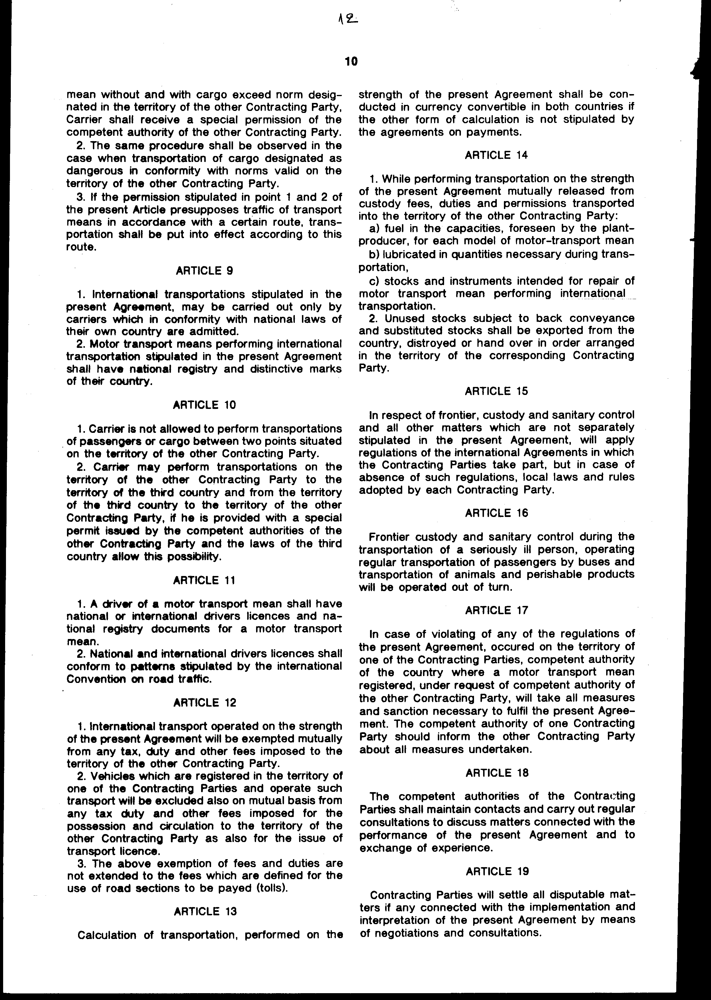 12
10
mean without and with cargo exceed norm desig-
nated in the territory of the other Contracting Party,
Carrier shall receive a special permission of the
competent authority of the other Contracting Party.
2. The same procedure shall be observed in the
case when transportation of cargo designated as
dangerous in conformity with norms valid on the
territory of the other Contracting Party.
3. If the permission stipulated in point 1 and 2 of
the present Article presupposes traffic of transport
means in accordance with a certain route, trans-
portation shall be put into effect according to this
route.
ARTICLE 9
1. International transportations stipulated in the
present Agreement, may be carried out only by
carriers which in conformity with national laws of
their own country are admitted.
2. Motor transport means performing international
transportation stipulated in the present Agreement
shall have national registry and distinctive marks
of their country.
ARTICLE 10
1. Carrier is not allowed to perform transportations
of passengers or cargo between two points situated
on the territory of the other Contracting Party.
2. Carrier may perform transportations on the
territory of the other Contracting Party to the
territory of the third country and from the territory
of the third country to the territory of the other
Contracting Party, if he is provided with a special
permit issued by the competent authorities of the
other Contracting Party and the laws of the third
country allow this possibility.
ARTICLE 11
1. A driver of a motor transport mean shall have
national or international drivers licences and na-
tional registry documents for a motor transport
mean.
2. National and international drivers licences shall
conform to patterns stipulated by the international
Convention on road traffic.
ARTICLE 12
1. International transport operated on the strength
of the present Agreement will be exempted mutually
from any tax, duty and other fees imposed to the
territory of the other Contracting Party.
2. Vehicles which are registered in the territory of
one of the Contracting Parties and operate such
transport will be excluded also on mutual basis from
any tax duty and other fees imposed for the
possession and circulation to the territory of the
other Contracting Party as also for the issue of
transport licence.
3. The above exemption of fees and duties are
not extended to the fees which are defined for the
use of road sections to be payed (tolls).
ARTICLE 13
Calculation of transportation, performed on the
strength of the present Agreement shall be con-
ducted in currency convertible in both countries if
the other form of calculation is not stipulated by
the agreements on payments.
ARTICLE 14
1. While performing transportation on the strength
of the present Agreement mutually released from
custody fees, duties and permissions transported
into the territory of the other Contracting Party:
a) fuel in the capacities, foreseen by the plant-
producer, for each model of motor-transport mean
b) lubricated in quantities necessary during trans-
portation,
c) stocks and instruments intended for repair of
motor transport mean performing international
transportation.
2. Unused stocks subject to back conveyance
and substituted stocks shall be exported from the
country, distroyed or hand over in order arranged
in the territory of the corresponding Contracting
Party.
ARTICLE 15
In respect of frontier, custody and sanitary control
and all other matters which are not separately
stipulated in the present Agreement, will apply
regulations of the international Agreements in which
the Contracting Parties take part, but in case of
absence of such regulations, local laws and rules
adopted by each Contracting Party.
ARTICLE 16
Frontier custody and sanitary control during the
transportation of a seriously ill person, operating
regular transportation of passengers by buses and
transportation of animals and perishable products
will be operated out of turn.
ARTICLE 17
In case of violating of any of the regulations of
the present Agreement, occured on the territory of
one of the Contracting Parties, competent authority
of the country where a motor transport mean
registered, under request of competent authority of
the other Contracting Party, will take all measures
and sanction necessary to fulfil the present Agree-
ment. The competent authority of one Contracting
Party should inform the other Contracting Party
about all measures undertaken.
ARTICLE 18
The competent authorities of the Contracting
Parties shall maintain contacts and carry out regular
consultations to discuss matters connected with the
performance of the present Agreement and to
exchange of experience.
ARTICLE 19
Contracting Parties will settle all disputable mat-
ters if any connected with the implementation and
interpretation of the present Agreement by means
of negotiations and consultations.